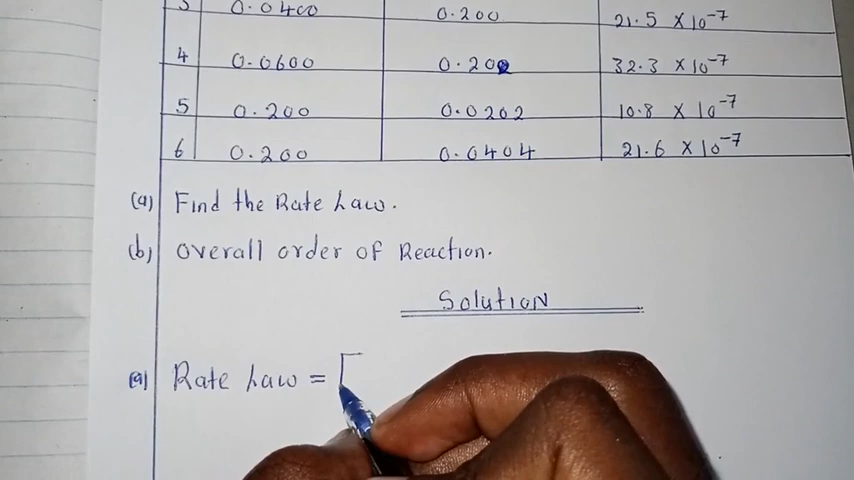 3 0.0400 0.200 21.5 × 10⁻⁷
4 0.0600 0.202 32.3 × 10⁻⁷
5 0.200 0.0202 10.8 × 10⁻⁷
6 0.200 0.0404 21.6 × 10⁻⁷
(a) Find the Rate Law.
(b) Overall order of Reaction.
Solution
(a) Rate Law = [